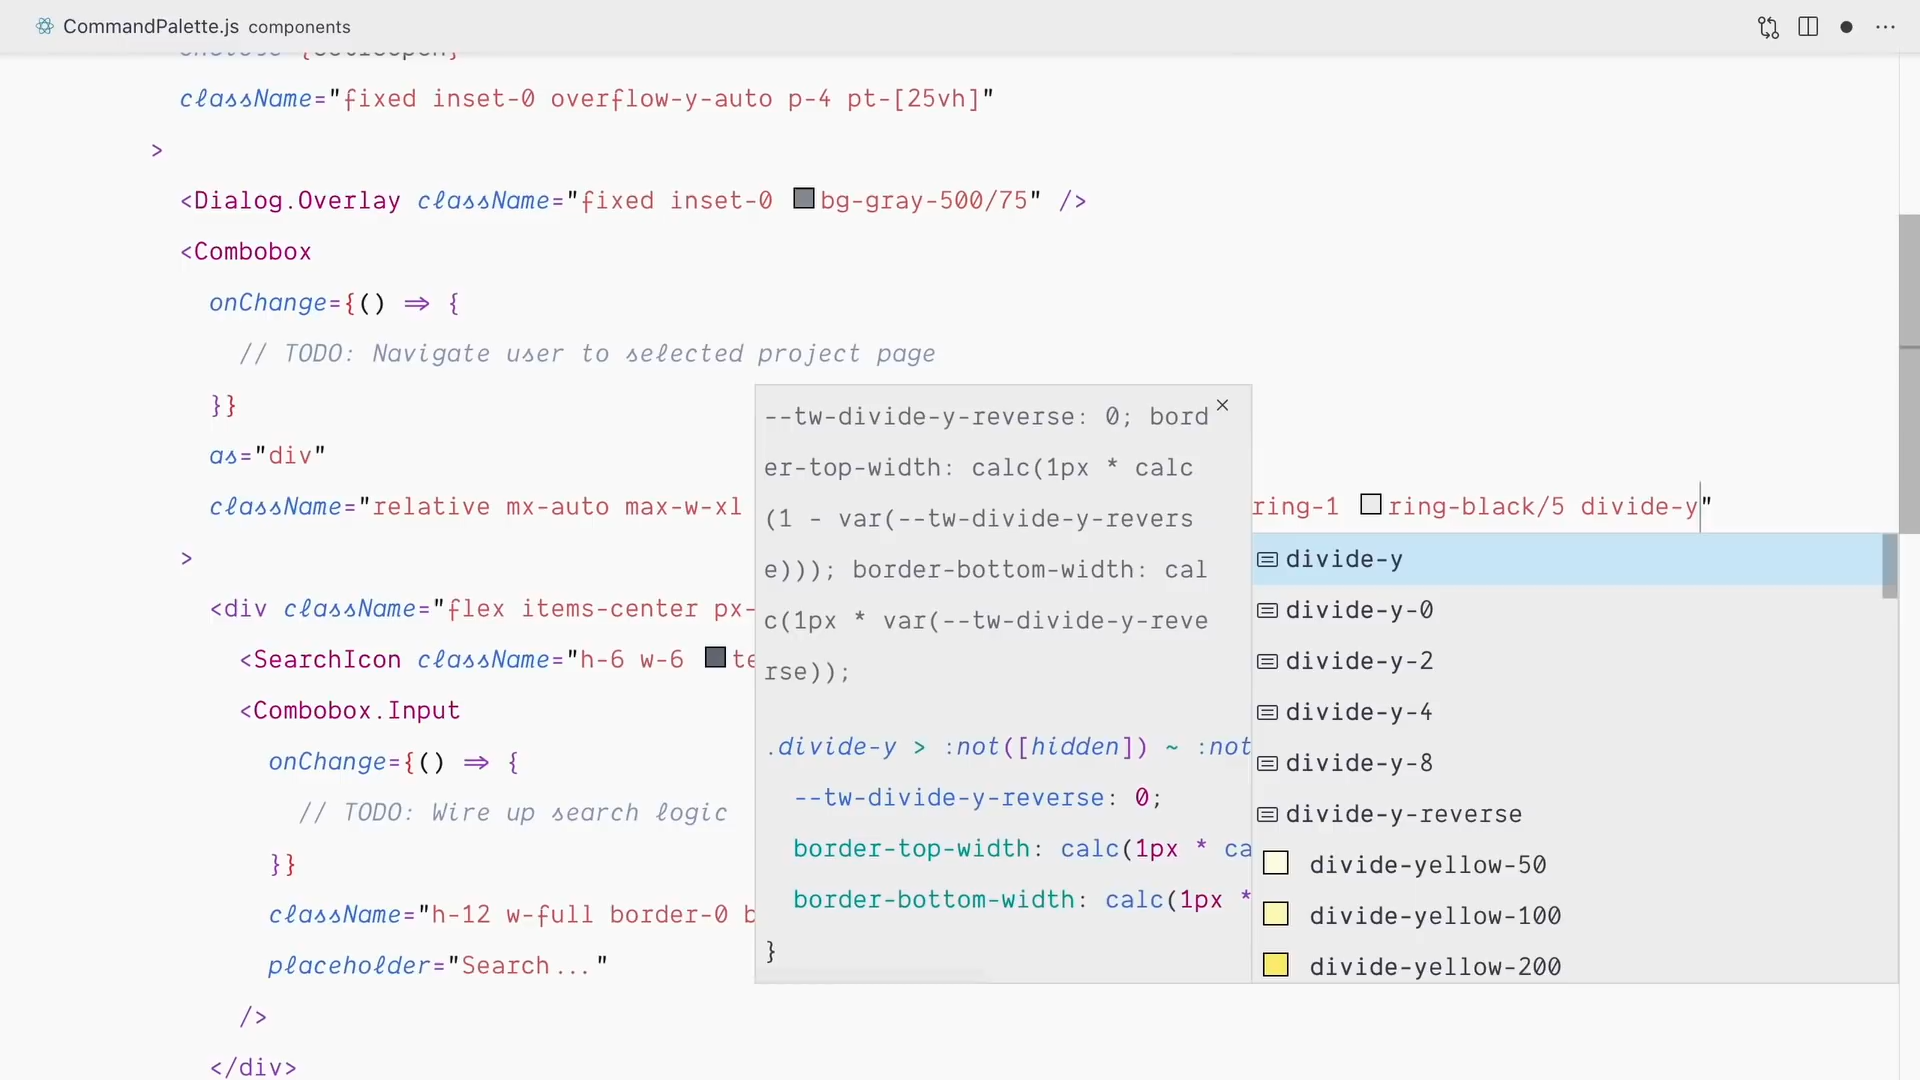 CommandPalette.js components
className="fixed inset-0 overflow-y-auto p-4 pt-[25vh]"
>
<Dialog.Overlay className="fixed inset-0 bg-gray-500/75" />
<Combobox
onChange={() => {
// TODO: Navigate user to selected project page
}}
as="div"
className="relative mx-auto max-w-xl ring-1 ring-black/5 divide-y"
>
<div className="flex items-center px-
<SearchIcon className="h-6 w-6 te
<Combobox.Input
onChange={() => {
// TODO: Wire up search logic
}}
className="h-12 w-full border-0 b
placeholder="Search..."
/>
</div>
--tw-divide-y-reverse: 0; bord
er-top-width: calc(1px * calc
(1 - var(--tw-divide-y-revers
e))); border-bottom-width: cal
c(1px * var(--tw-divide-y-reve
rse));
.divide-y > :not([hidden]) ~ :not
--tw-divide-y-reverse: 0;
border-top-width: calc(1px * ca
border-bottom-width: calc(1px *
}
divide-y
divide-y-0
divide-y-2
divide-y-4
divide-y-8
divide-y-reverse
divide-yellow-50
divide-yellow-100
divide-yellow-200